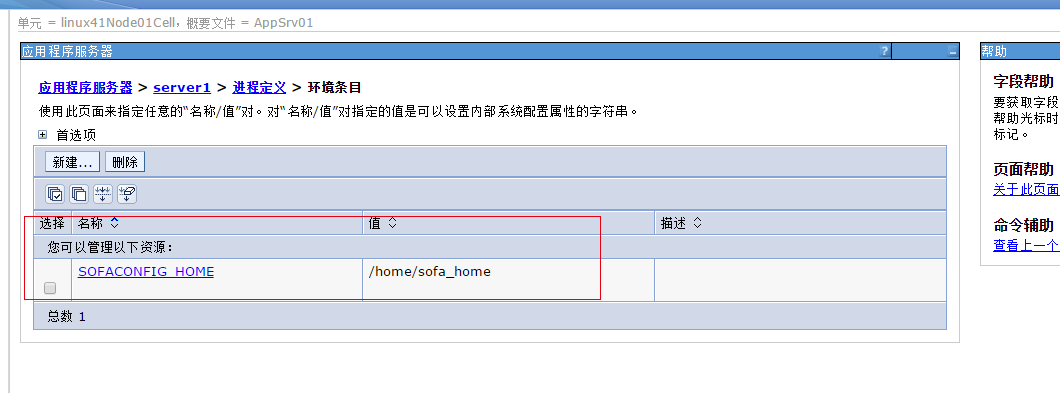 单元 = linux41Node01Cell，概要文件 = AppSrv01
应用程序服务器
?
帮助
应用程序服务器 > server1 > 进程定义 > 环境条目
使用此页面来指定任意的“名称/值”对。对“名称/值”对指定的值是可以设置内部系统配置属性的字符串。
首选项
新建... 删除
选择 名称 值 描述
您可以管理以下资源：
SOFACONFIG_HOME /home/sofa_home
总数 1
字段帮助
要获取字段
帮助光标时
标记。
页面帮助
关于此页面
命令辅助
查看上一个